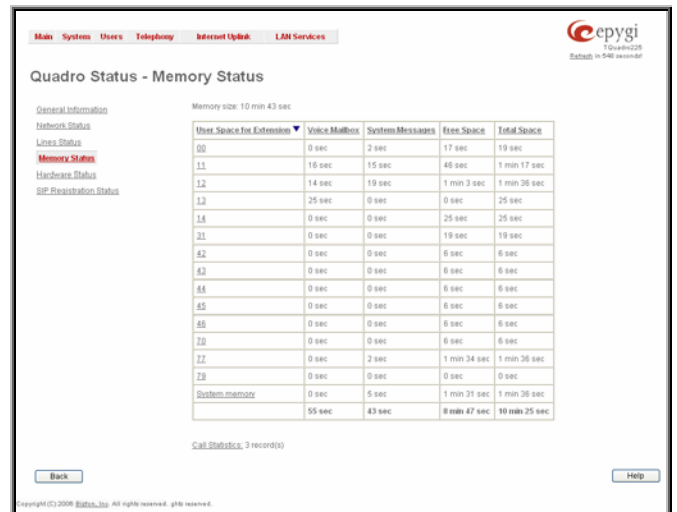 Main System Users Telephony Internet Uplink LAN Services
epygi
TQuadro225
Refresh in 540 seconds!
Quadro Status - Memory Status
General Information
Network Status
Lines Status
Memory Status
Hardware Status
SIP Registration Status
Memory size: 10 min 43 sec
User Space for Extension Voice Mailbox System Messages Free Space Total Space
00 0 sec 2 sec 17 sec 19 sec
11 16 sec 15 sec 46 sec 1 min 17 sec
12 14 sec 19 sec 1 min 3 sec 1 min 36 sec
13 25 sec 0 sec 0 sec 25 sec
14 0 sec 0 sec 25 sec 25 sec
31 0 sec 0 sec 19 sec 19 sec
42 0 sec 0 sec 6 sec 6 sec
43 0 sec 0 sec 6 sec 6 sec
44 0 sec 0 sec 6 sec 6 sec
45 0 sec 0 sec 6 sec 6 sec
46 0 sec 0 sec 6 sec 6 sec
70 0 sec 0 sec 6 sec 6 sec
77 0 sec 2 sec 1 min 34 sec 1 min 36 sec
79 0 sec 0 sec 0 sec 0 sec
System memory 0 sec 5 sec 1 min 31 sec 1 min 36 sec
55 sec 43 sec 8 min 47 sec 10 min 25 sec
Call Statistics: 3 record(s)
Back
Help
Copyright (C) 2008 Inc. All rights reserved. reserved.